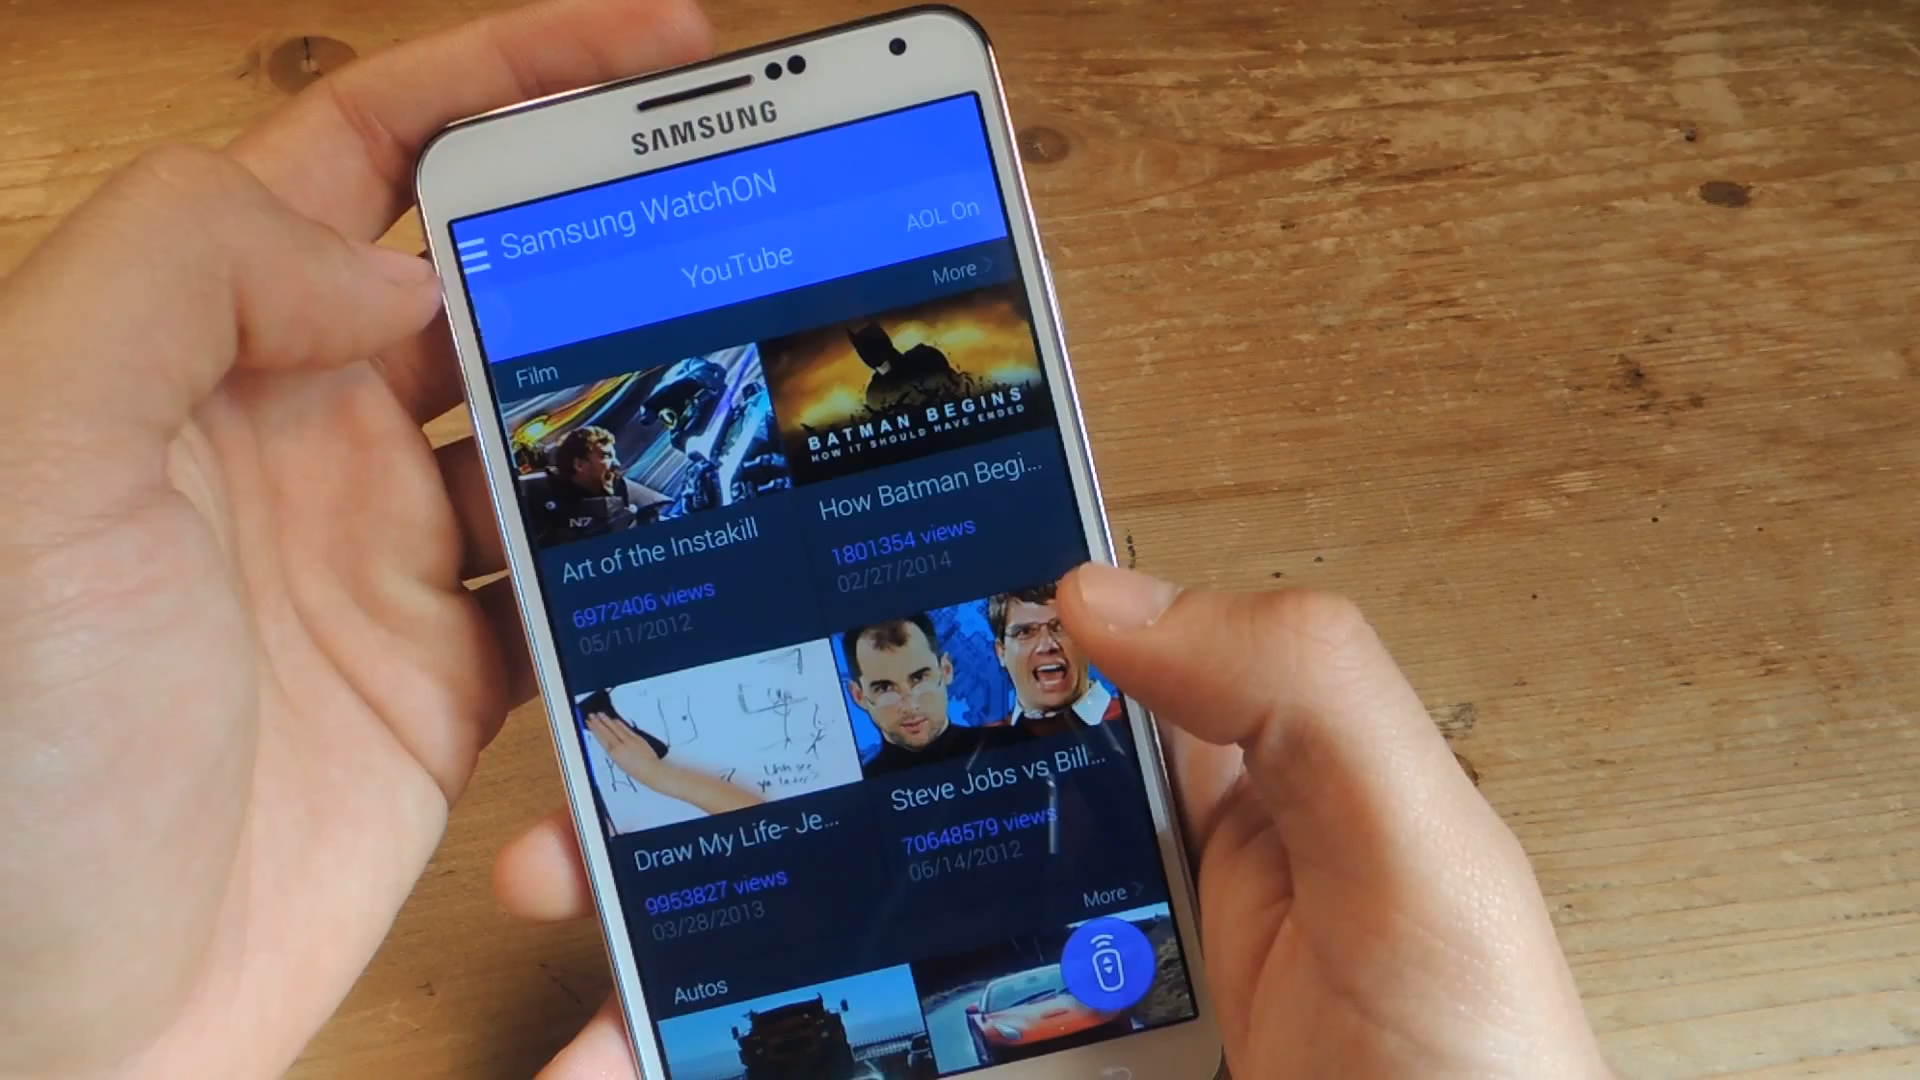 SAMSUNG
Samsung WatchON
YouTube
AOL On
Film
More
N7
BATMAN BEGINS
HOW IT SHOULD HAVE ENDED
Art of the Instakill
6972406 views
05/11/2012
How Batman Begi...
1801354 views
02/27/2014
Draw My Life- Je...
9953827 views
03/28/2013
Steve Jobs vs Bill...
70648579 views
06/14/2012
Autos
More